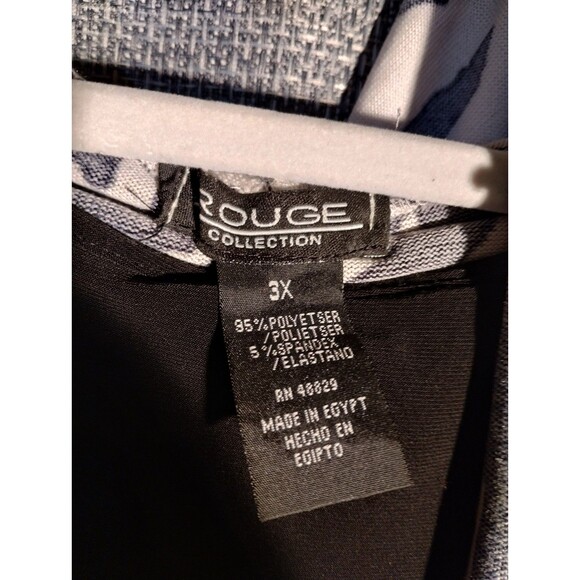 ROUGE
COLLECTION
3X
95%POLYETSER
/POLIETSER
5%SPANDEX
/ELASTANO
RN 48829
MADE IN EGYPT
HECHO EN
EGIPTO